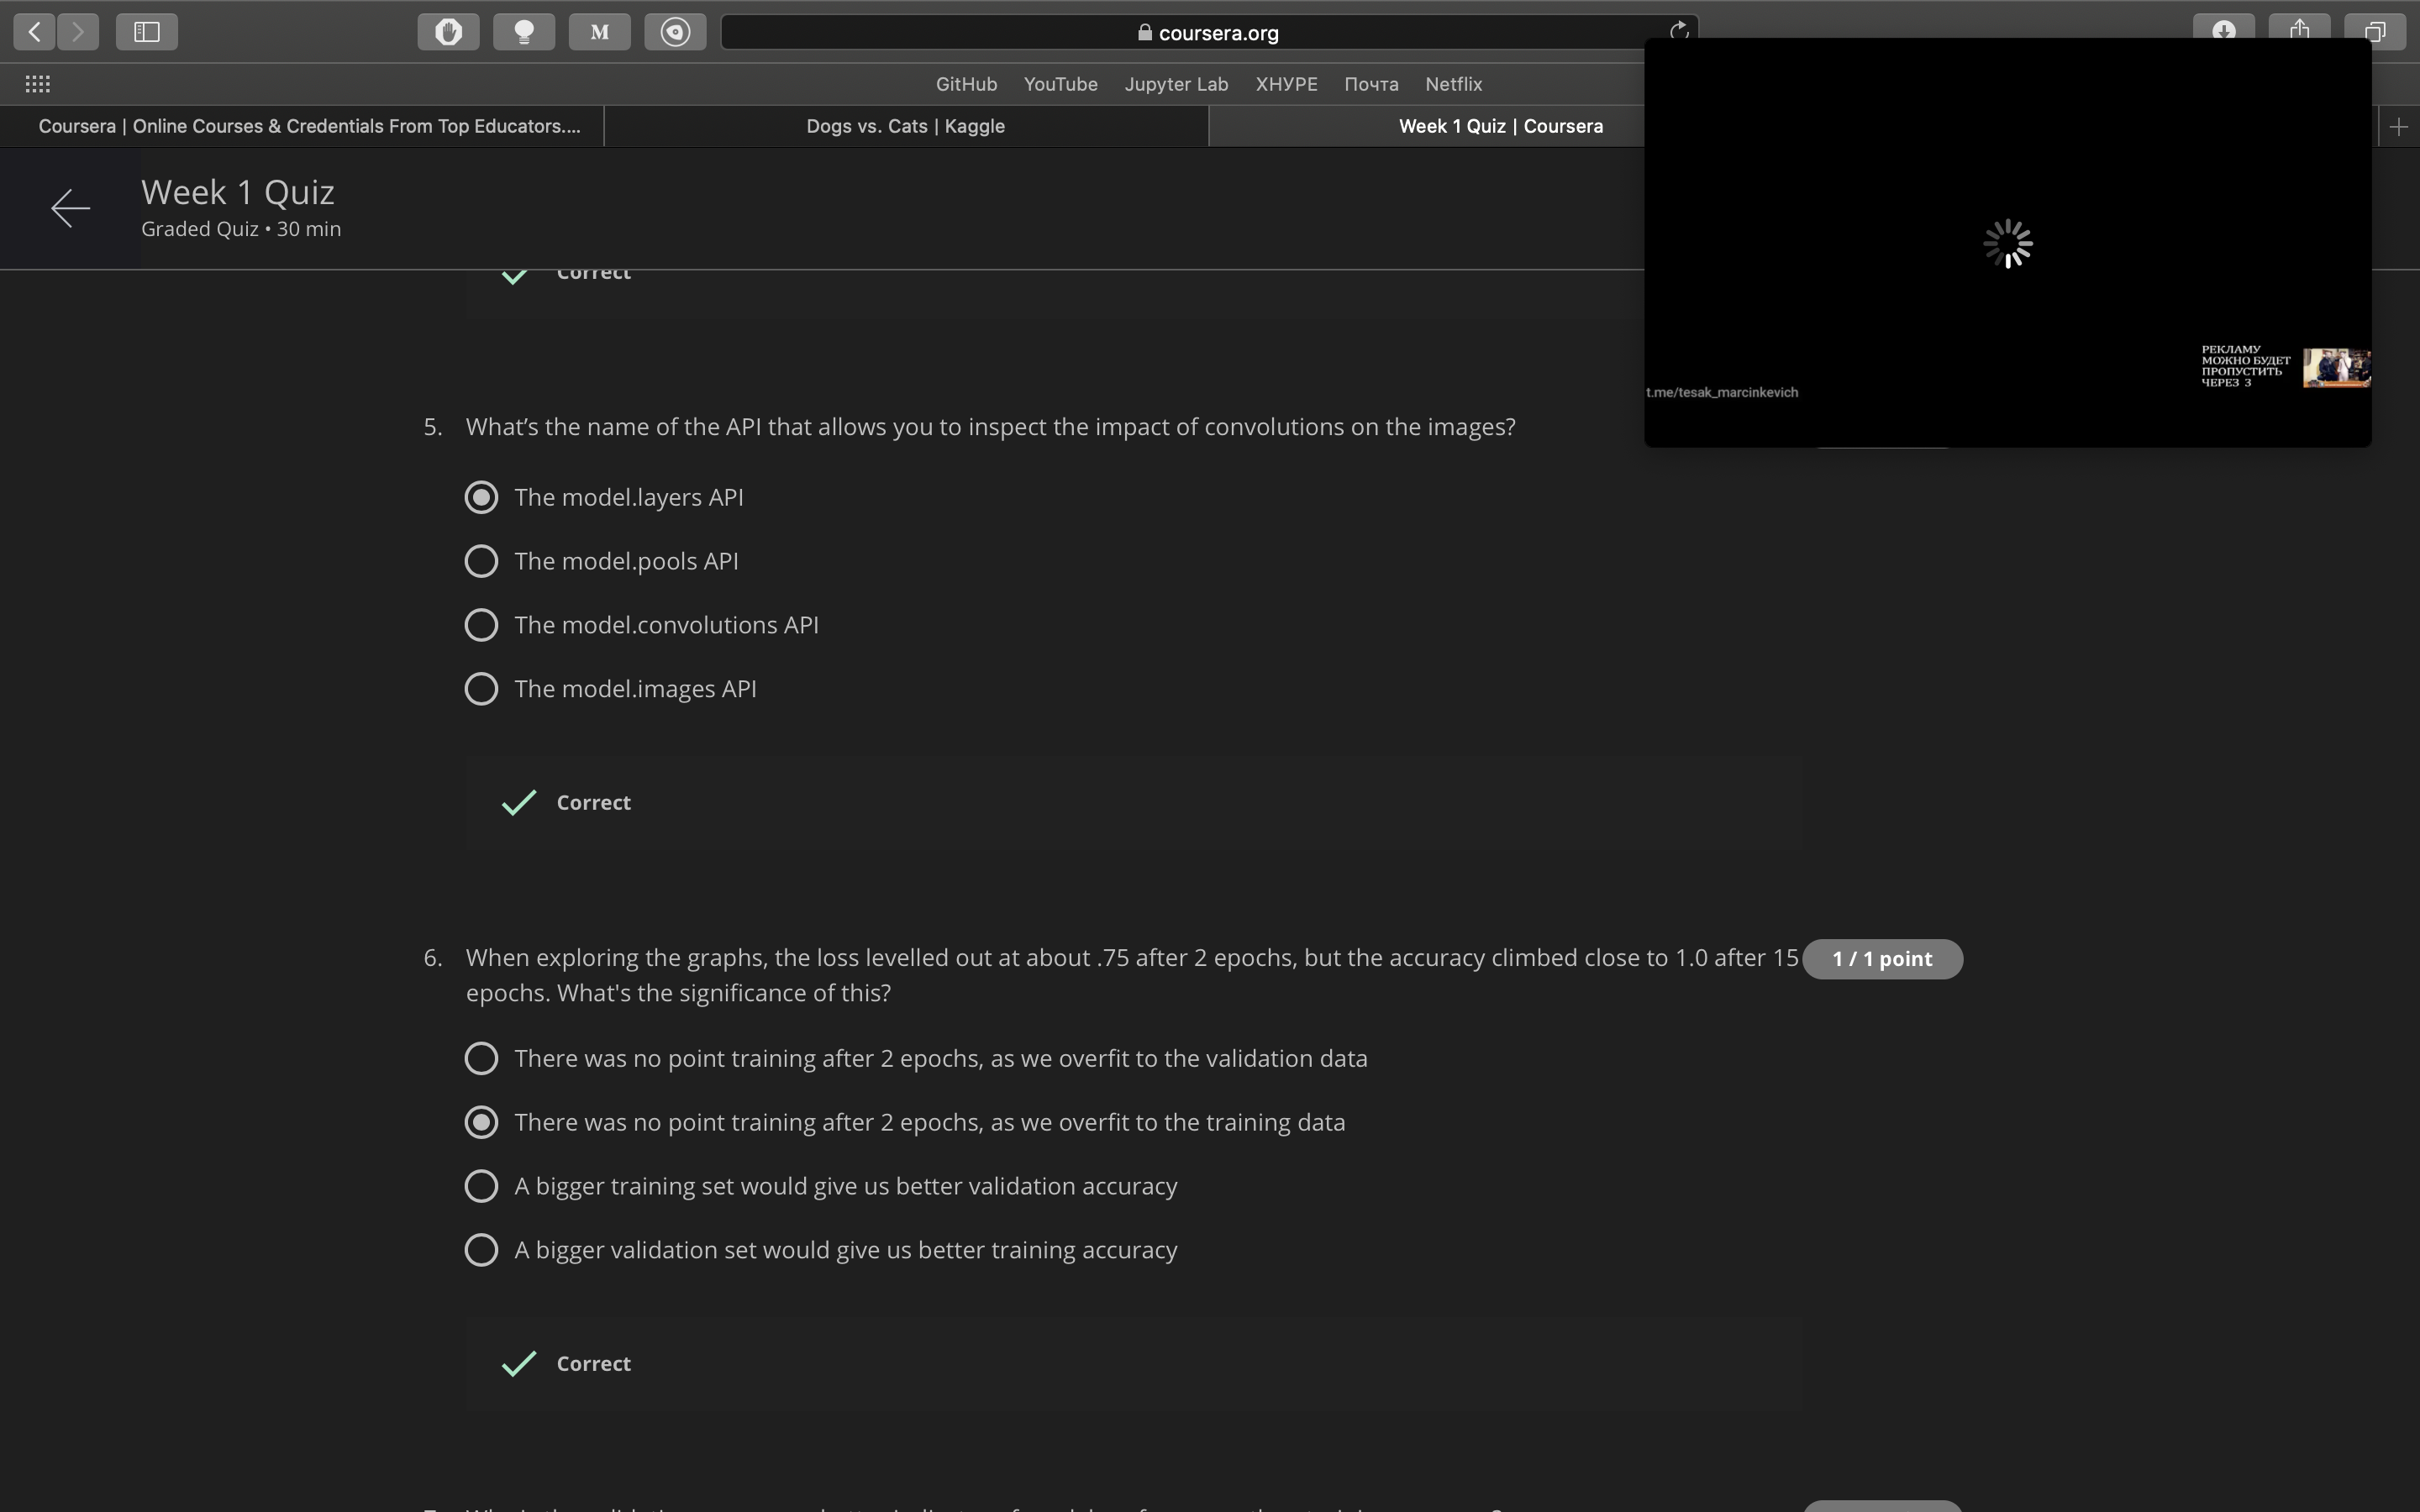 M
coursera.org
GitHub YouTube Jupyter Lab ХНУРЕ Почта Netflix
Coursera | Online Courses & Credentials From Top Educators....
Dogs vs. Cats | Kaggle
Week 1 Quiz | Coursera
Week 1 Quiz
Graded Quiz • 30 min
РЕКЛАМУ
МОЖНО БУДЕТ
ПРОПУСТИТЬ
ЧЕРЕЗ 3
t.me/tesak_marcinkevich
Correct
5. What’s the name of the API that allows you to inspect the impact of convolutions on the images?
The model.layers API
The model.pools API
The model.convolutions API
The model.images API
Correct
6. When exploring the graphs, the loss levelled out at about .75 after 2 epochs, but the accuracy climbed close to 1.0 after 15
epochs. What's the significance of this?
1 / 1 point
There was no point training after 2 epochs, as we overfit to the validation data
There was no point training after 2 epochs, as we overfit to the training data
A bigger training set would give us better validation accuracy
A bigger validation set would give us better training accuracy
Correct